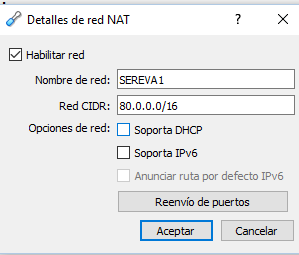 Detalles de red NAT
Habilitar red
Nombre de red: SEREVA1
Red CIDR: 80.0.0.0/16
Opciones de red: Soporta DHCP
Soporta IPv6
Anunciar ruta por defecto IPv6
Reenvío de puertos
Aceptar Cancelar